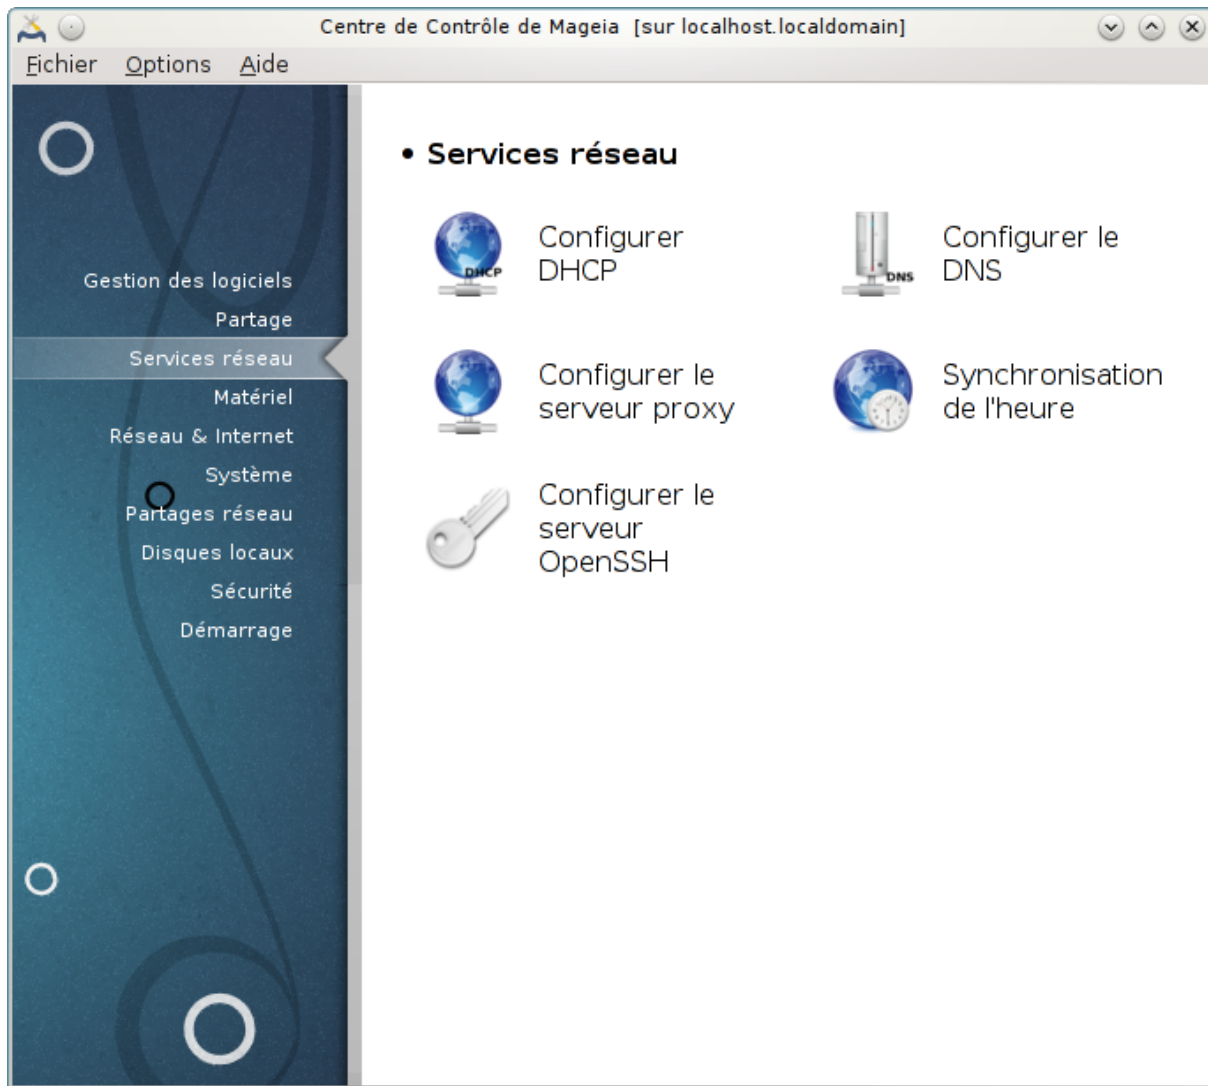 Centre de Contrôle de Mageia [sur localhost.localdomain]
Fichier Options Aide
Gestion des logiciels
Partage
Services réseau
Matériel
Réseau & Internet
Système
Partages réseau
Disques locaux
Sécurité
Démarrage
• Services réseau
DHCP
Configurer
DHCP
DNS
Configurer le
DNS
Configurer le
serveur proxy
Synchronisation
de l'heure
Configurer le
serveur
OpenSSH